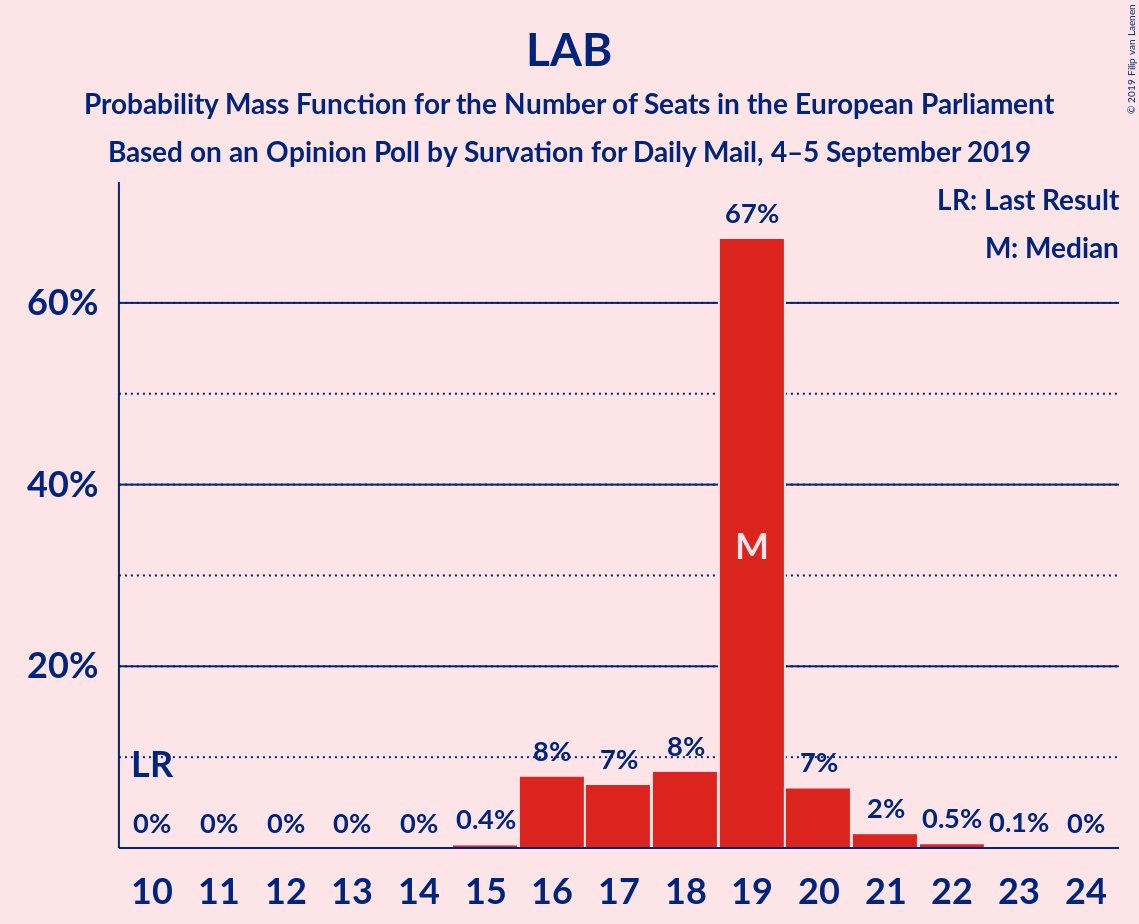 LAB
Probability Mass Function for the Number of Seats in the European Parliament
Based on an Opinion Poll by Survation for Daily Mail, 4–5 September 2019
© 2019 Filip van Laenen
LR: Last Result
M: Median
67%
60%
40%
M
20%
LR
8%
7%
8%
7%
0%
0%
0%
0%
0%
0.4%
2%
0.5%
0.1%
0%
10 11 12 13 14 15 16 17 18 19 20 21 22 23 24